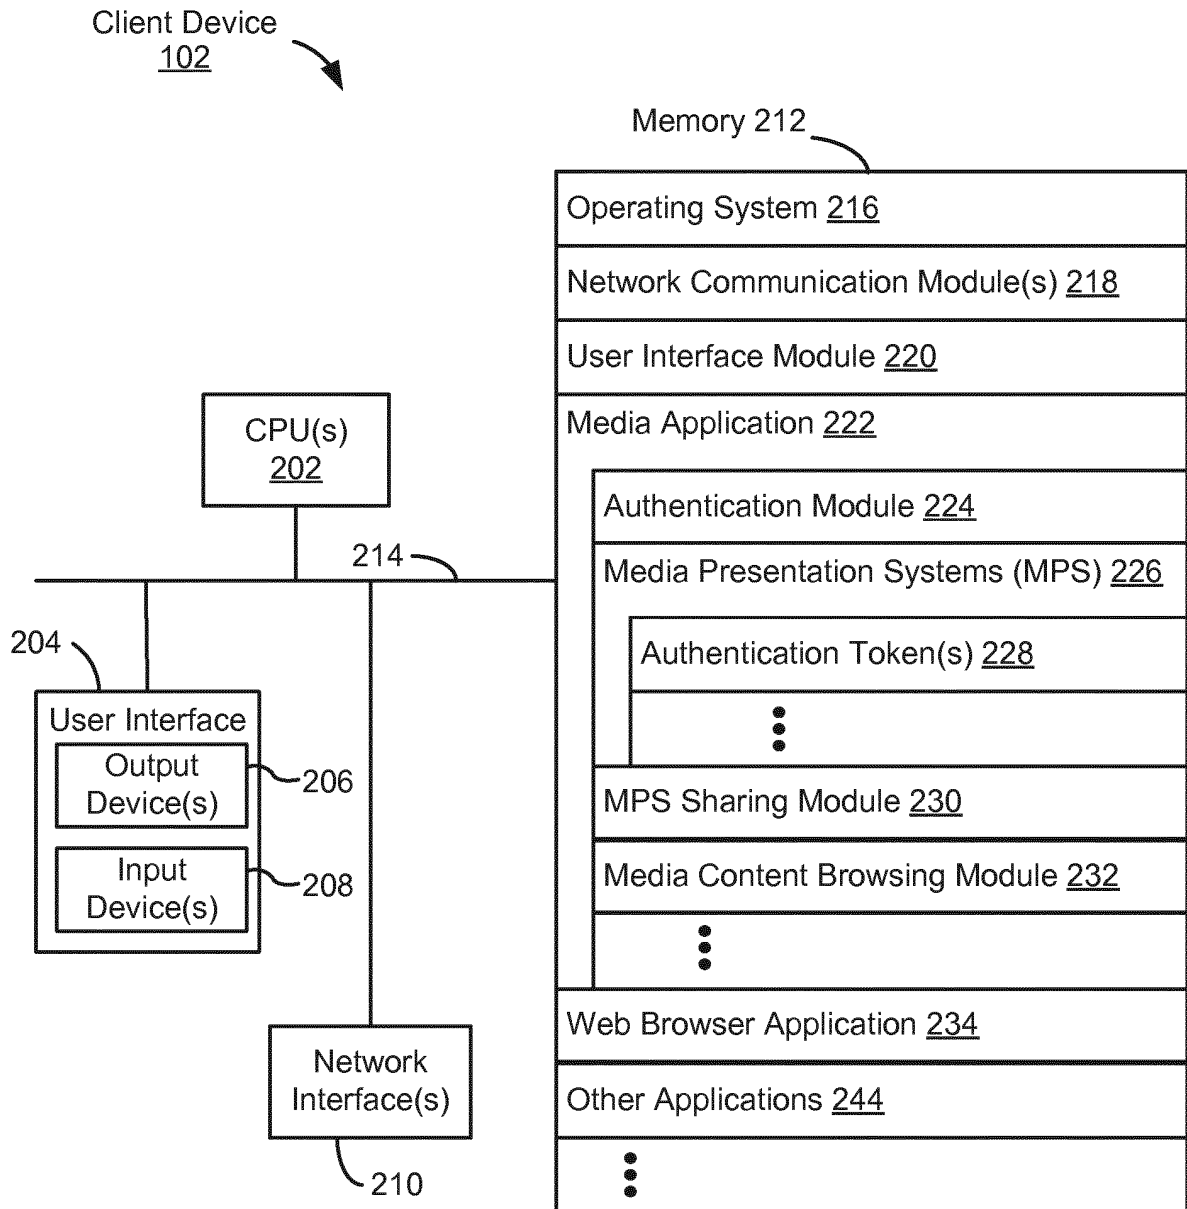 Client Device
102
Memory 212
Operating System 216
Network Communication Module(s) 218
User Interface Module 220
Media Application 222
Authentication Module 224
Media Presentation Systems (MPS) 226
Authentication Token(s) 228
MPS Sharing Module 230
Media Content Browsing Module 232
Web Browser Application 234
Other Applications 244
CPU(s)
202
214
204
User Interface
Output
Device(s)
206
Input
Device(s)
208
Network
Interface(s)
210